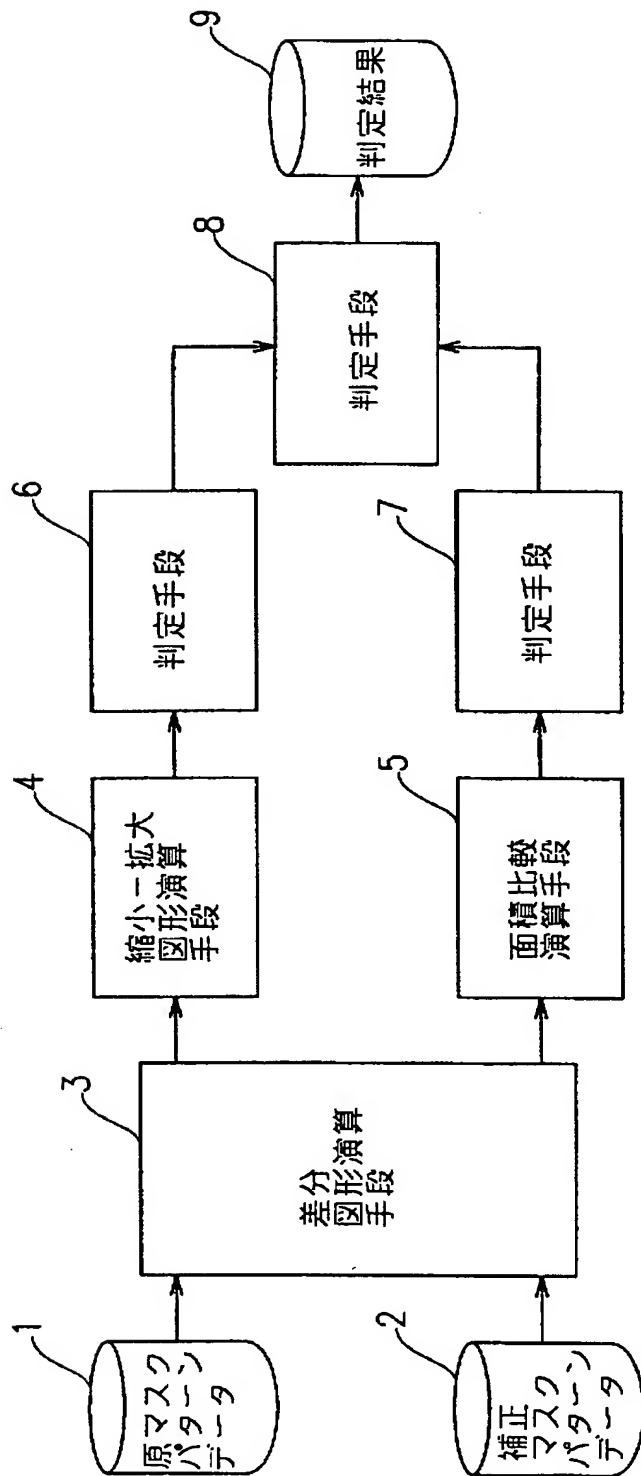 1
原マスク
パターン
データ
2
補正
マスク
パターン
データ
3
差分
図形演算
手段
4
縮小ー拡大
図形演算
手段
5
面積比較
演算手段
6
判定手段
7
判定手段
8
判定手段
9
判定結果